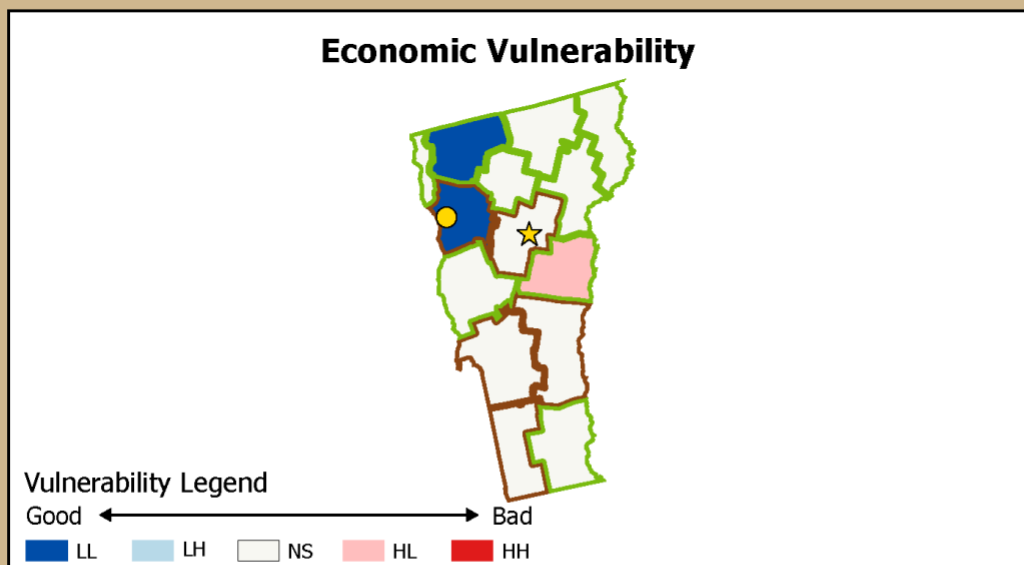 Economic Vulnerability
Vulnerability Legend
Good Bad
LL LH NS HL HH